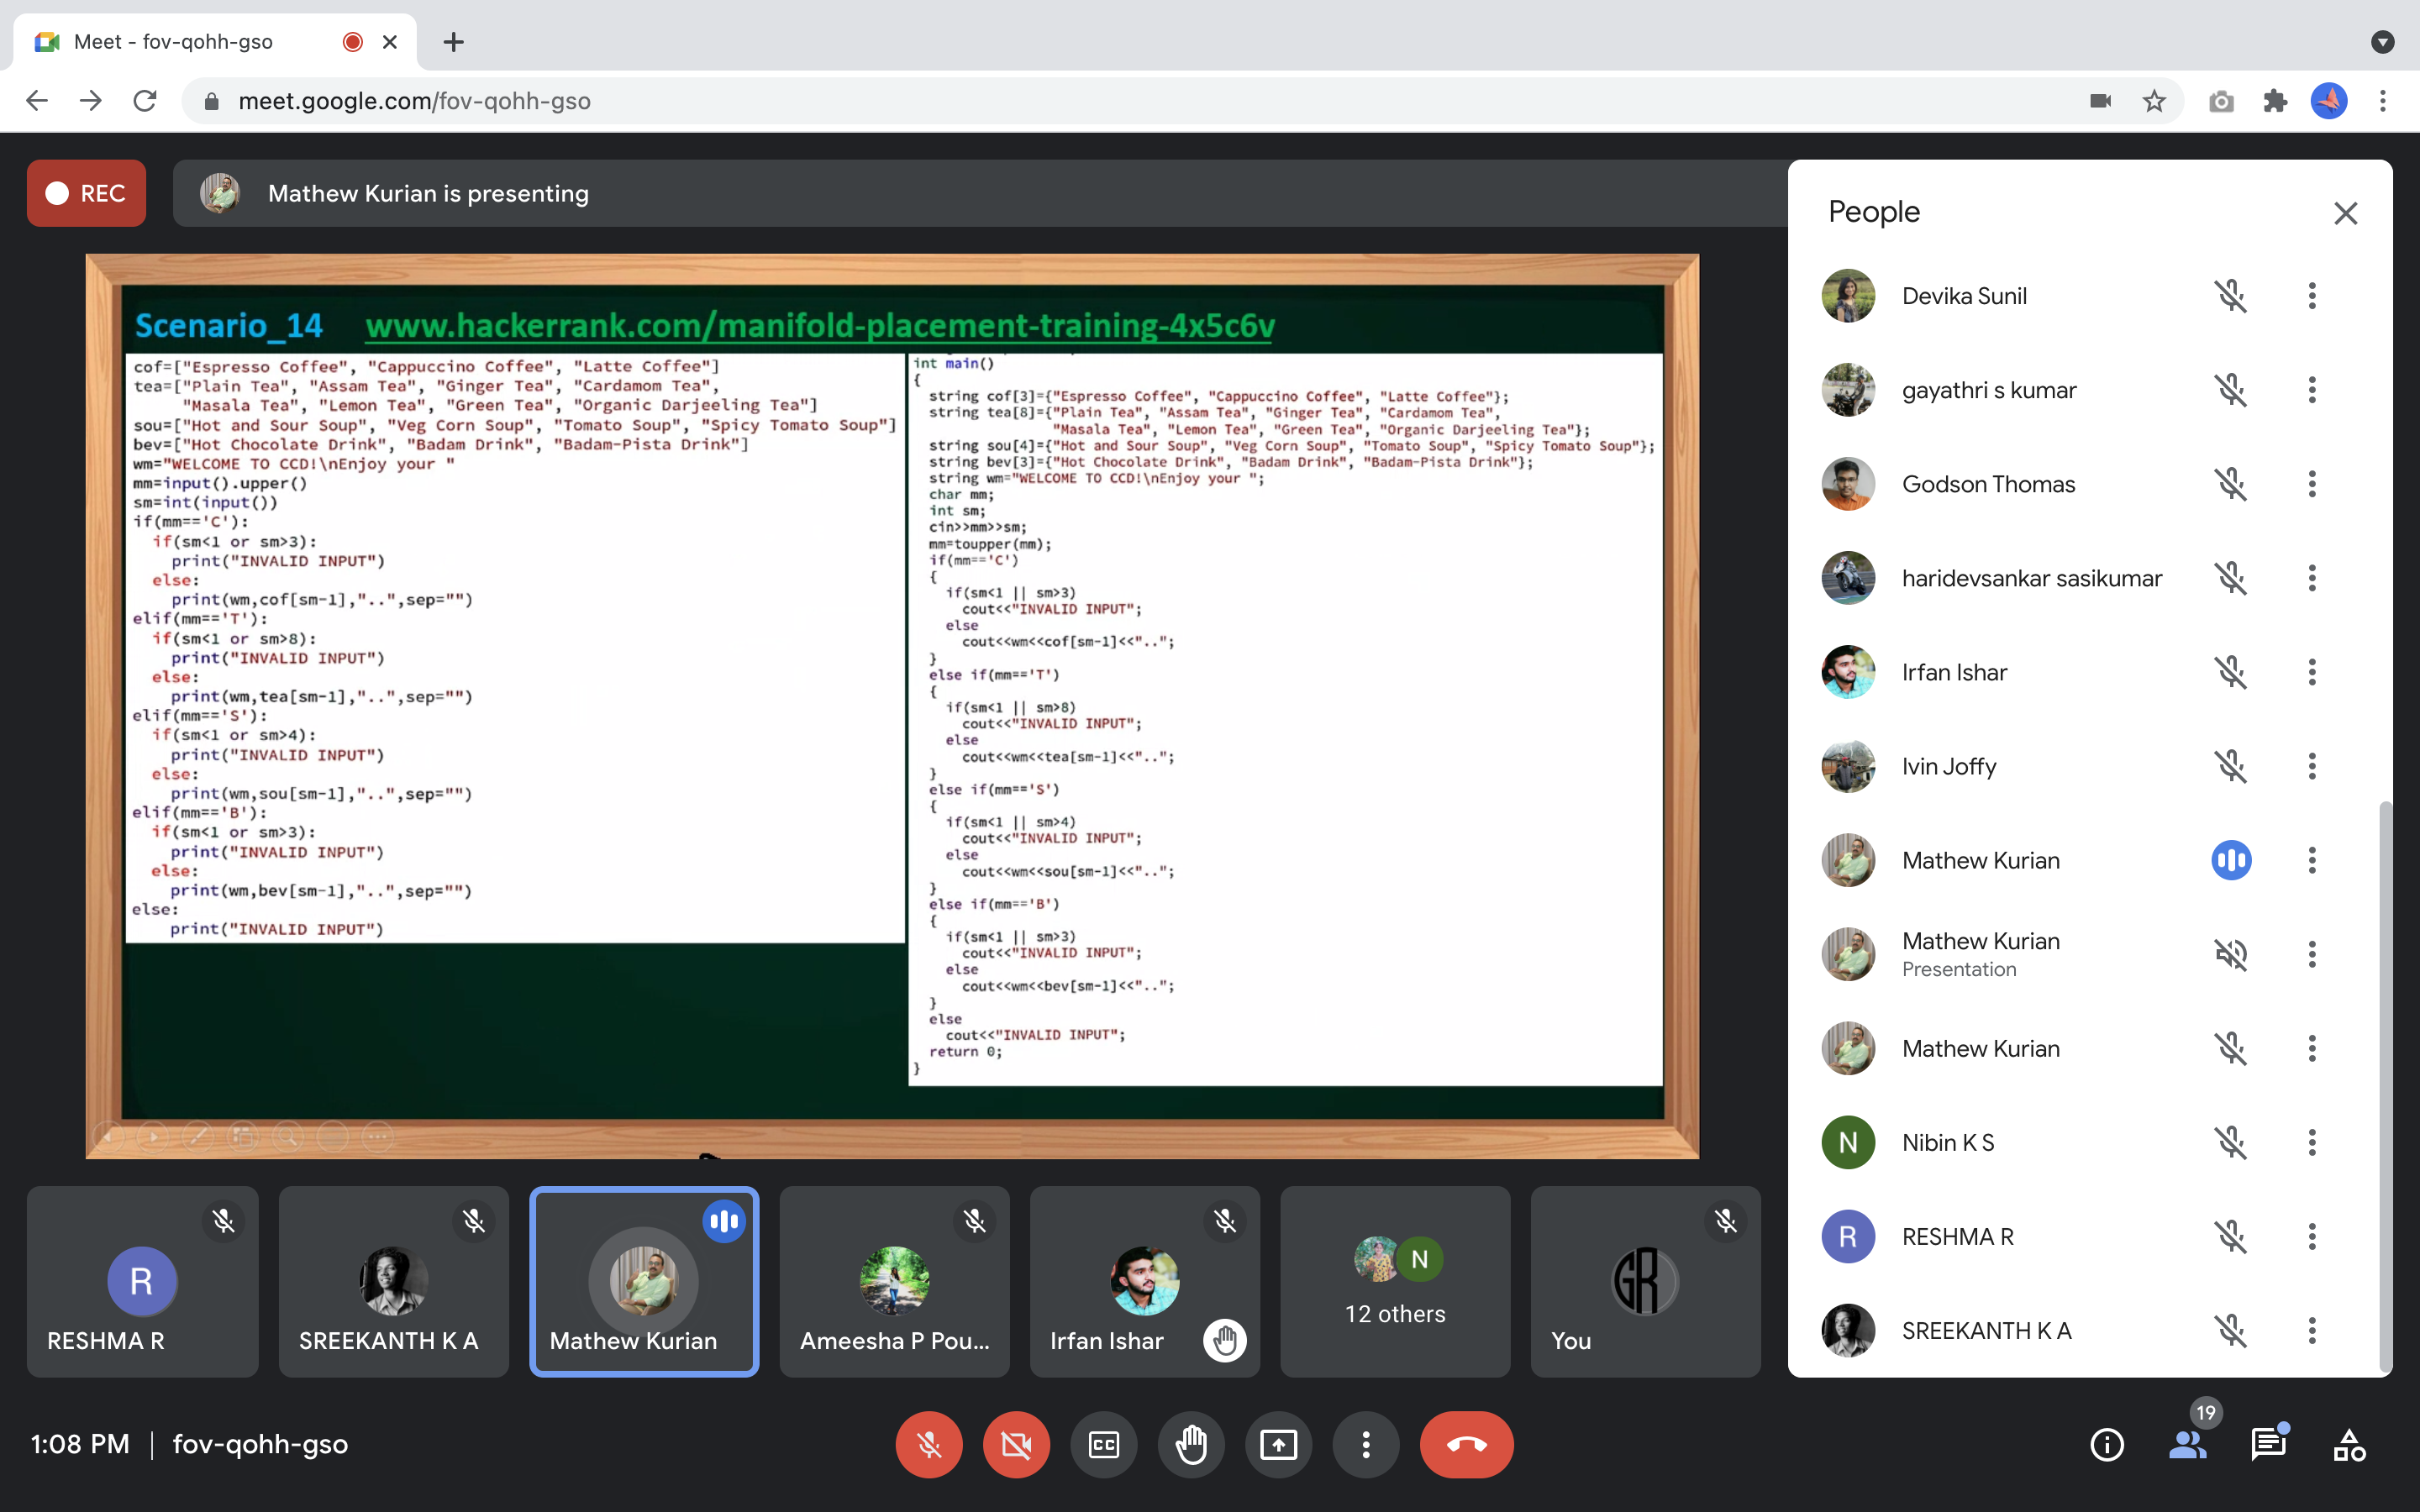 Meet - fov-qohh-gso
meet.google.com/fov-qohh-gso
REC
Mathew Kurian is presenting
Scenario_14 www.hackerrank.com/manifold-placement-training-4x5c6v
cof=["Espresso Coffee", "Cappuccino Coffee", "Latte Coffee"]
tea=["Plain Tea", "Assam Tea", "Ginger Tea", "Cardamom Tea",
"Masala Tea", "Lemon Tea", "Green Tea", "Organic Darjeeling Tea"]
sou=["Hot and Sour Soup", "Veg Corn Soup", "Tomato Soup", "Spicy Tomato Soup"]
bev=["Hot Chocolate Drink", "Badam Drink", "Badam-Pista Drink"]
wm="WELCOME TO CCD!\nEnjoy your "
mm=input().upper()
sm=int(input())
if(mm=='C'):
if(sm<1 or sm>3):
print("INVALID INPUT")
else:
print(wm,cof[sm-1],"..",sep="")
elif(mm=='T'):
if(sm<1 or sm>8):
print("INVALID INPUT")
else:
print(wm,tea[sm-1],"..",sep="")
elif(mm=='S'):
if(sm<1 or sm>4):
print("INVALID INPUT")
else:
print(wm,sou[sm-1],"..",sep="")
elif(mm=='B'):
if(sm<1 or sm>3):
print("INVALID INPUT")
else:
print(wm,bev[sm-1],"..",sep="")
else:
print("INVALID INPUT")
int main()
{
string cof[3]={"Espresso Coffee", "Cappuccino Coffee", "Latte Coffee"};
string tea[8]={"Plain Tea", "Assam Tea", "Ginger Tea", "Cardamom Tea",
"Masala Tea", "Lemon Tea", "Green Tea", "Organic Darjeeling Tea"};
string sou[4]={"Hot and Sour Soup", "Veg Corn Soup", "Tomato Soup", "Spicy Tomato Soup"};
string bev[3]={"Hot Chocolate Drink", "Badam Drink", "Badam-Pista Drink"};
string wm="WELCOME TO CCD!\nEnjoy your ";
char mm;
int sm;
cin>>mm>>sm;
mm=toupper(mm);
if(mm=='C')
{
if(sm<1 || sm>3)
cout<<"INVALID INPUT";
else
cout<<wm<<cof[sm-1]<<"..";
}
else if(mm=='T')
{
if(sm<1 || sm>8)
cout<<"INVALID INPUT";
else
cout<<wm<<tea[sm-1]<<"..";
}
else if(mm=='S')
{
if(sm<1 || sm>4)
cout<<"INVALID INPUT";
else
cout<<wm<<sou[sm-1]<<"..";
}
else if(mm=='B')
{
if(sm<1 || sm>3)
cout<<"INVALID INPUT";
else
cout<<wm<<bev[sm-1]<<"..";
}
else
cout<<"INVALID INPUT";
return 0;
}
People
Devika Sunil
gayathri s kumar
Godson Thomas
haridevsankar sasikumar
Irfan Ishar
Ivin Joffy
Mathew Kurian
Mathew Kurian
Presentation
Mathew Kurian
N
Nibin K S
R
RESHMA R
SREEKANTH K A
R
RESHMA R
SREEKANTH K A
Mathew Kurian
Ameesha P Pou...
Irfan Ishar
N
12 others
GR
You
1:08 PM | fov-qohh-gso
CC
19